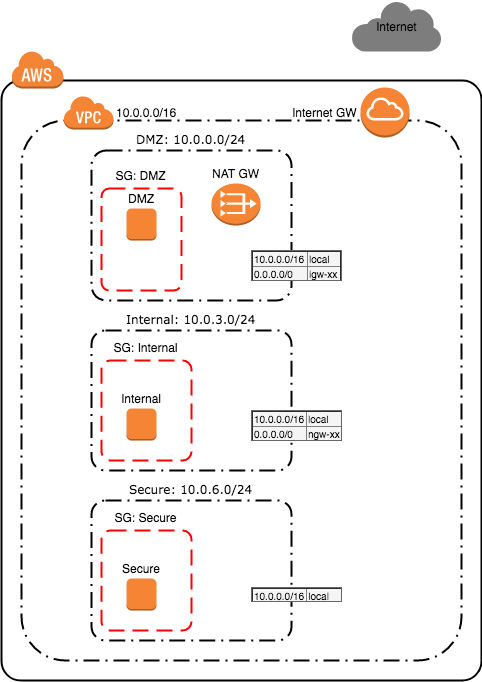 Internet
AWS
VPC
10.0.0.0/16
Internet GW
DMZ: 10.0.0.0/24
SG: DMZ
NAT GW
DMZ
10.0.0.0/16 local
0.0.0.0/0 igw-xx
Internal: 10.0.3.0/24
SG: Internal
Internal
10.0.0.0/16 local
0.0.0.0/0 ngw-xx
Secure: 10.0.6.0/24
SG: Secure
Secure
10.0.0.0/16 local